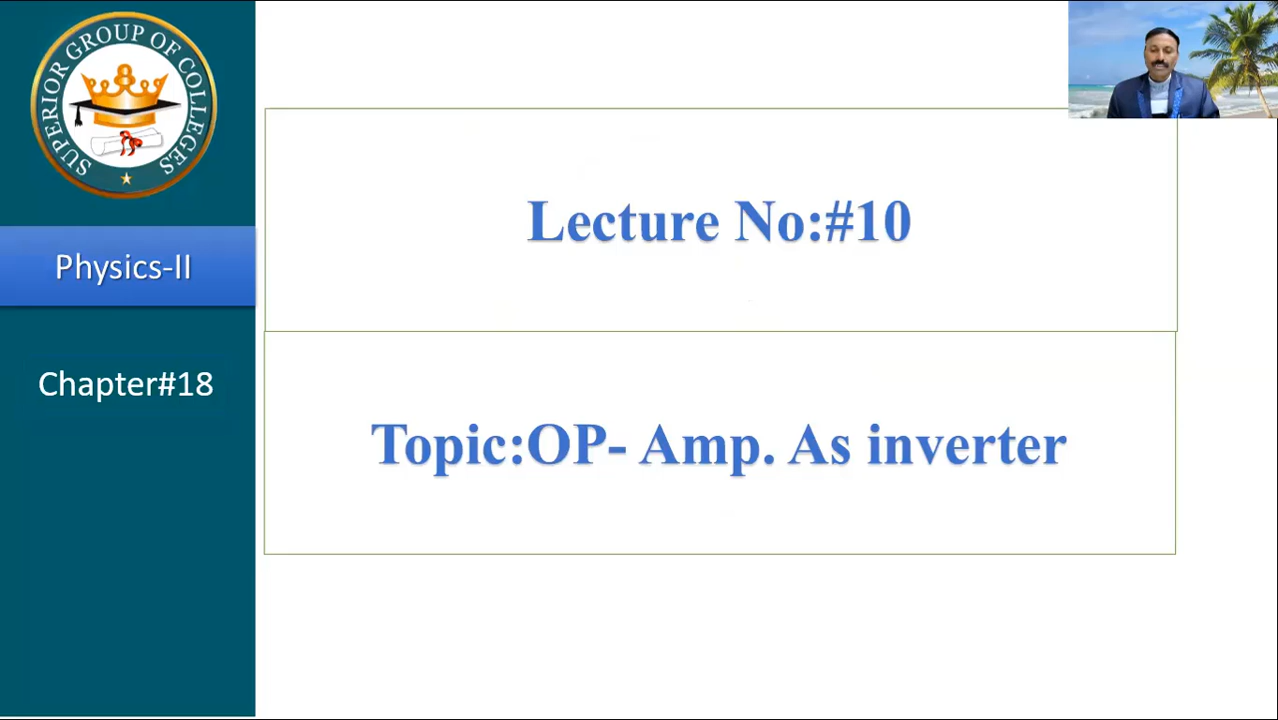 SUPERIOR GROUP OF COLLEGES
Physics-II
Chapter#18
Lecture No:#10
Topic:OP- Amp. As inverter